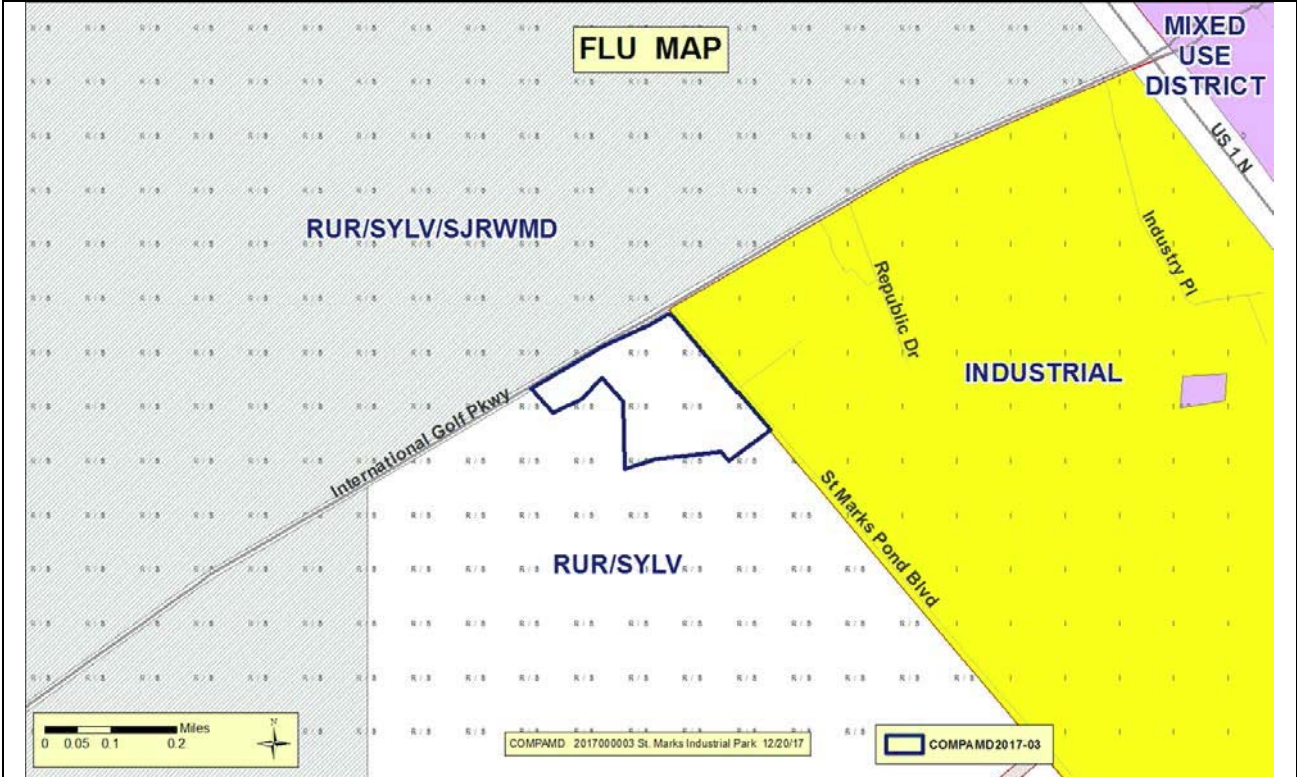 FLU MAP
MIXED
USE
DISTRICT
US 1 N
RUR/SYLV/SJRWMD
Industry Pl
Republic Dr
INDUSTRIAL
International Golf Pkwy
St Marks Pond Blvd
RUR/SYLV
Miles
0 0.05 0.1 0.2
N
COMPAMD 2017000003 St. Marks Industrial Park 12/20/17
COMPAMD2017-03